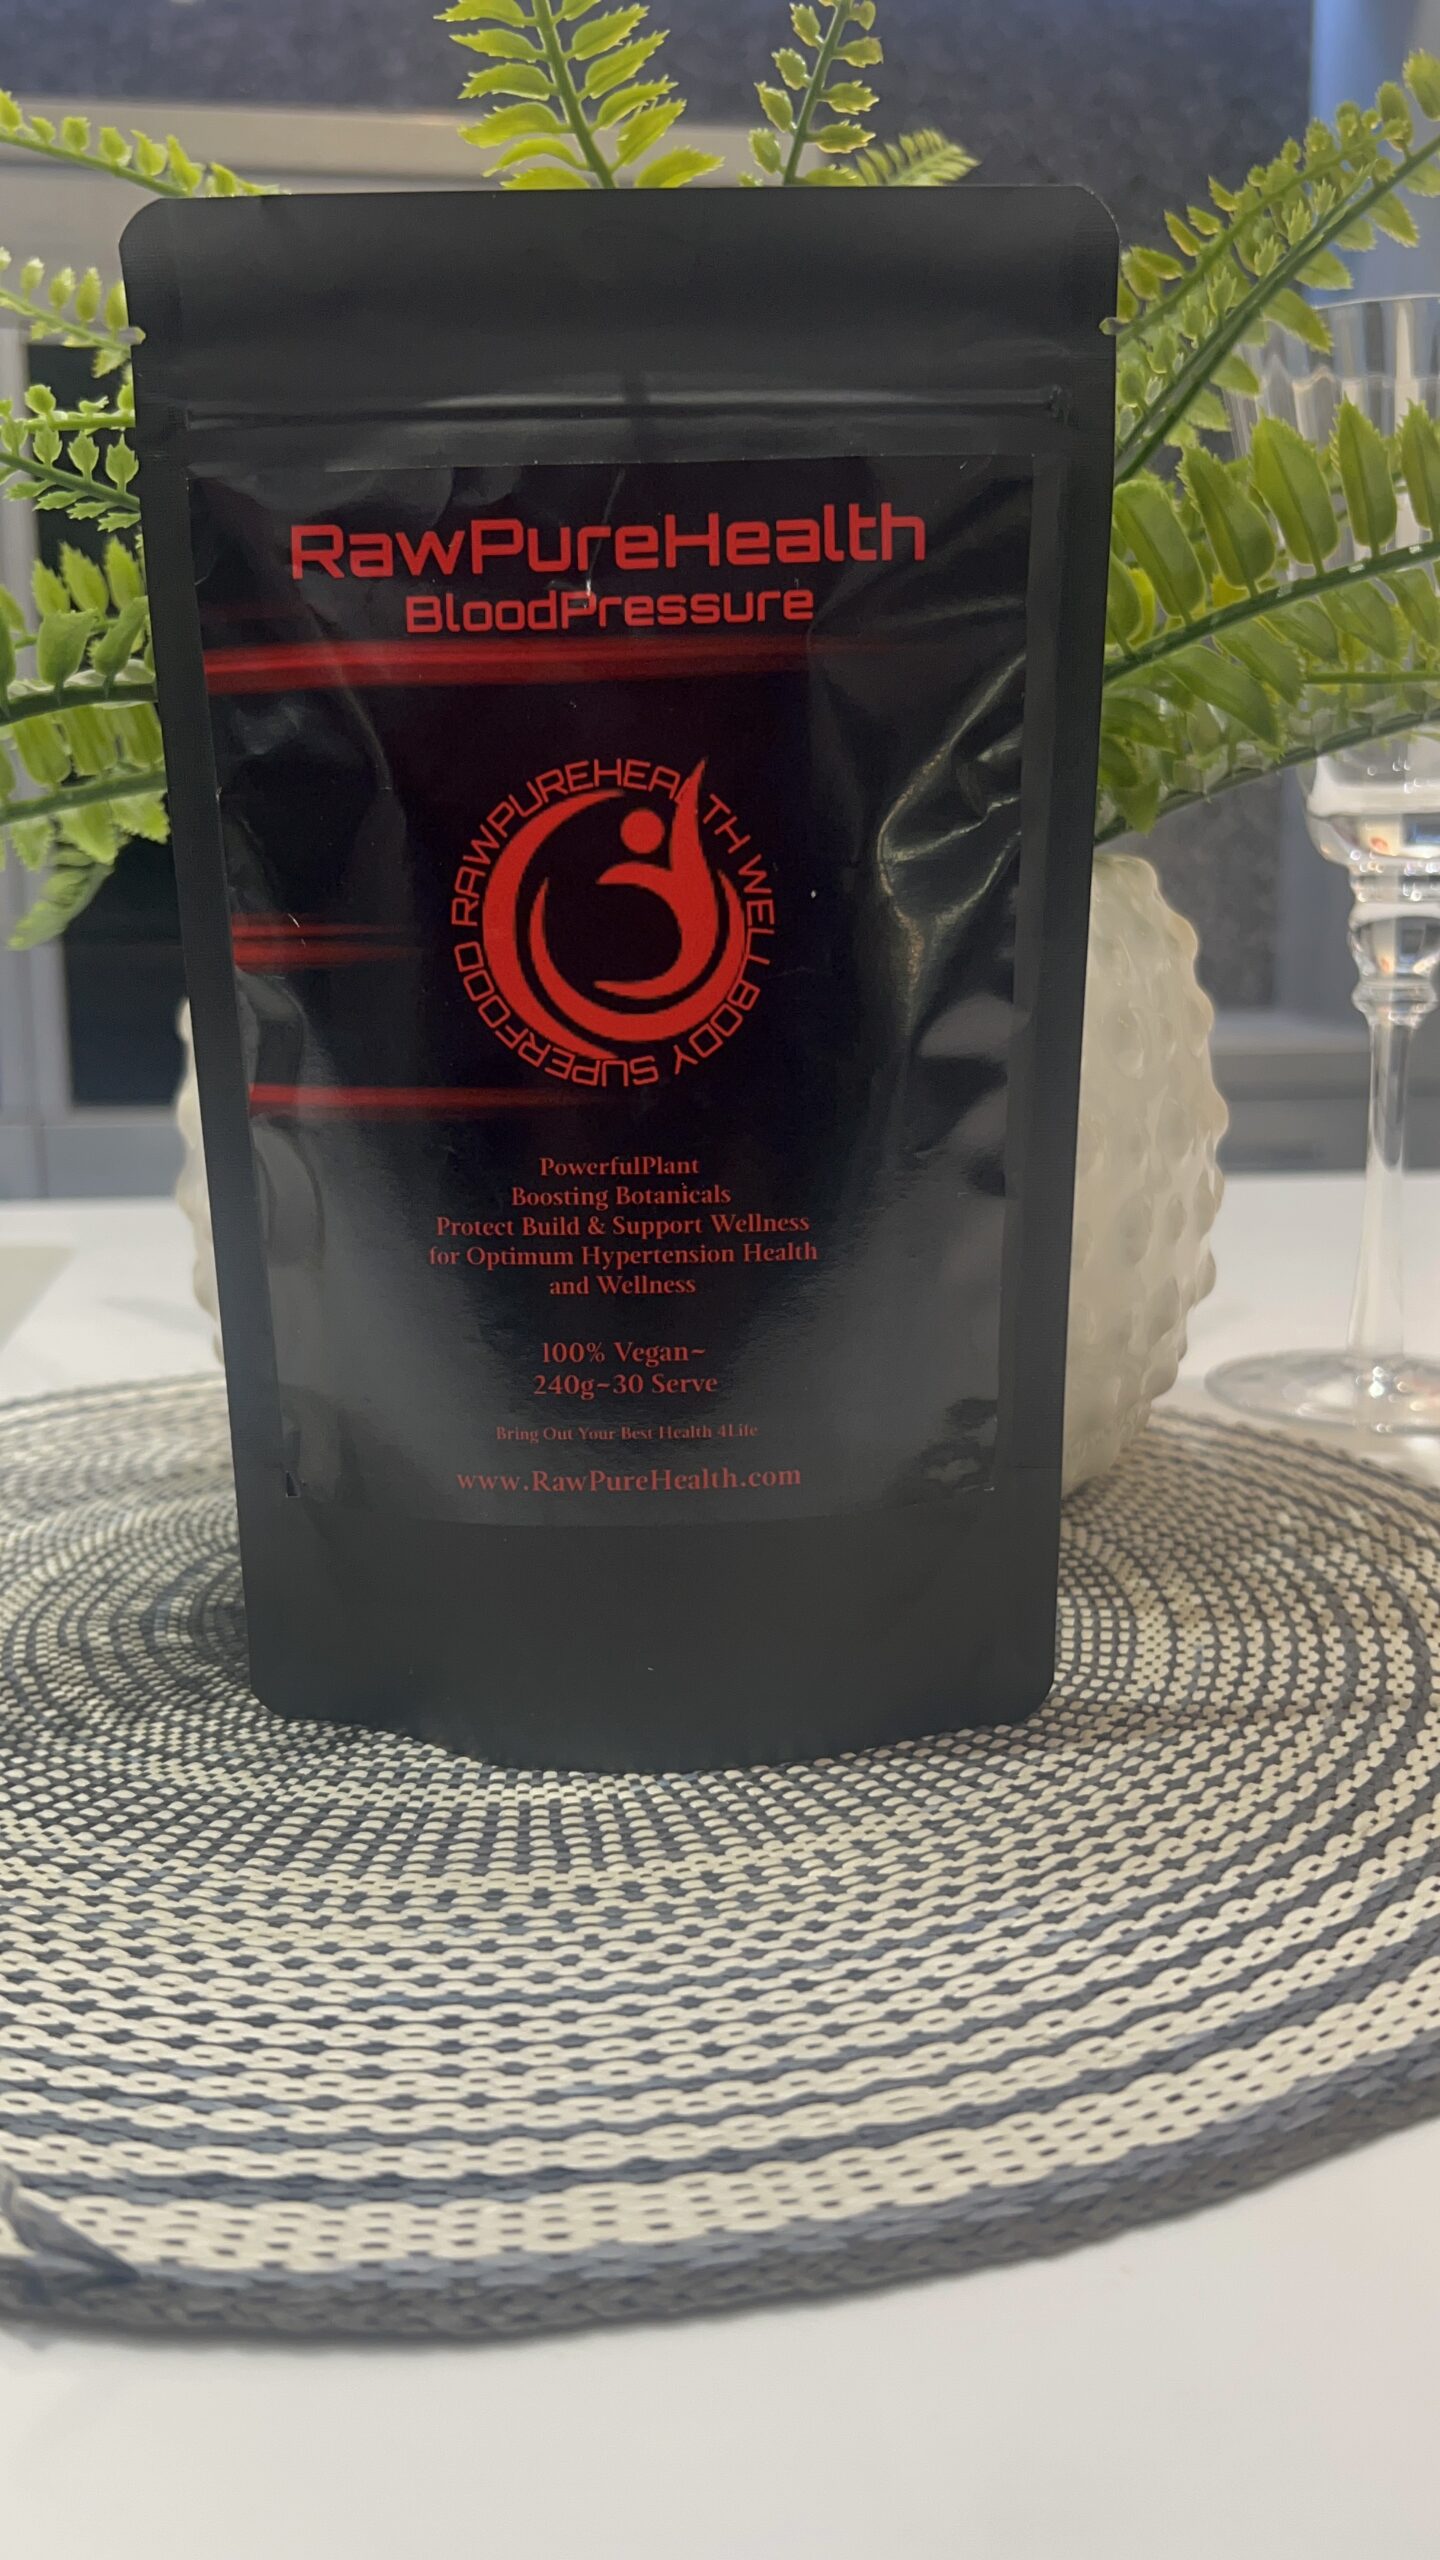 RawPureHealth
BloodPressure
RAWPUREHEALTH WELLBODY SUPERFOOD
PowerfulPlant
Boosting Botanicals
Protect Build & Support Wellness
for Optimum Hypertension Health
and Wellness
100% Vegan~
240g~30 Serve
Bring Out Your Best Health 4Life
www.RawPureHealth.com